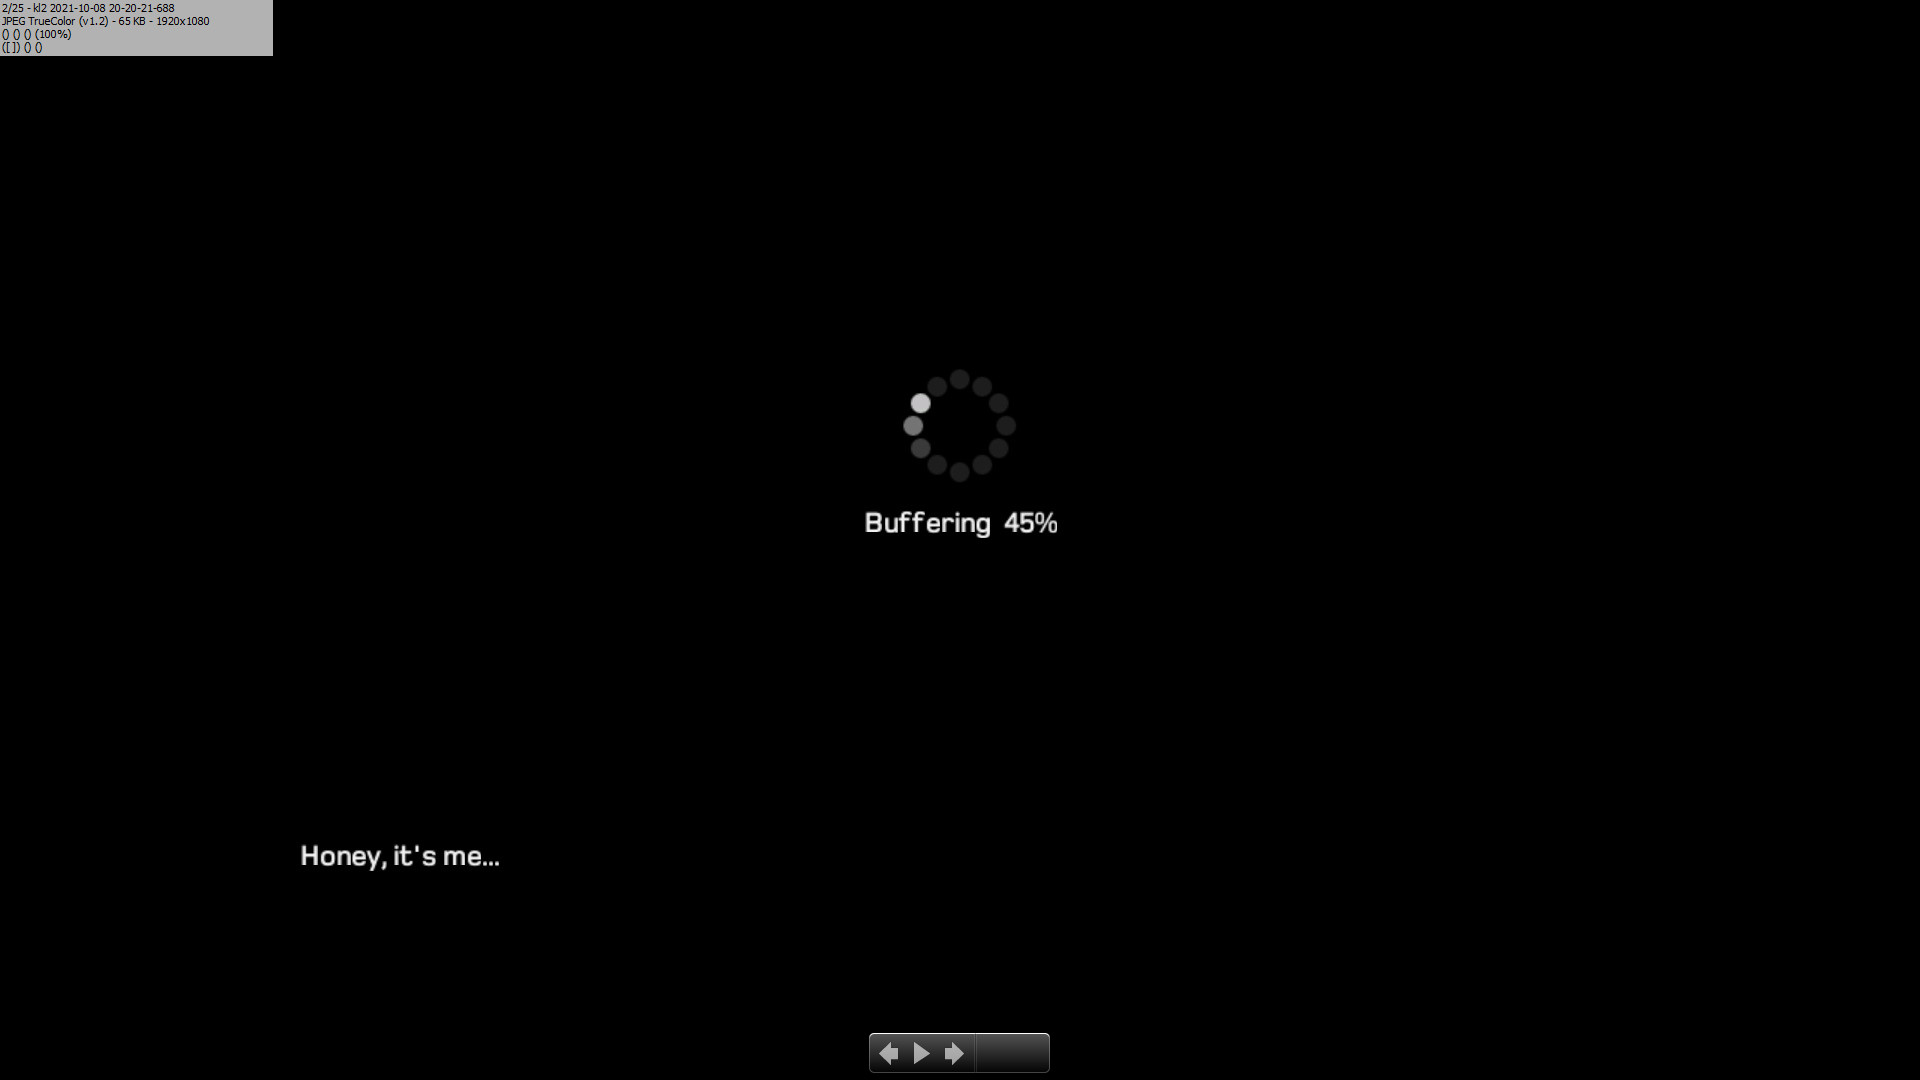 2/25 - kl2 2021-10-08 20-20-21-688
JPEG TrueColor (v1.2) - 65 KB - 1920x1080
() () () (100%)
([ ]) () ()
Buffering 45%
Honey, it's me...